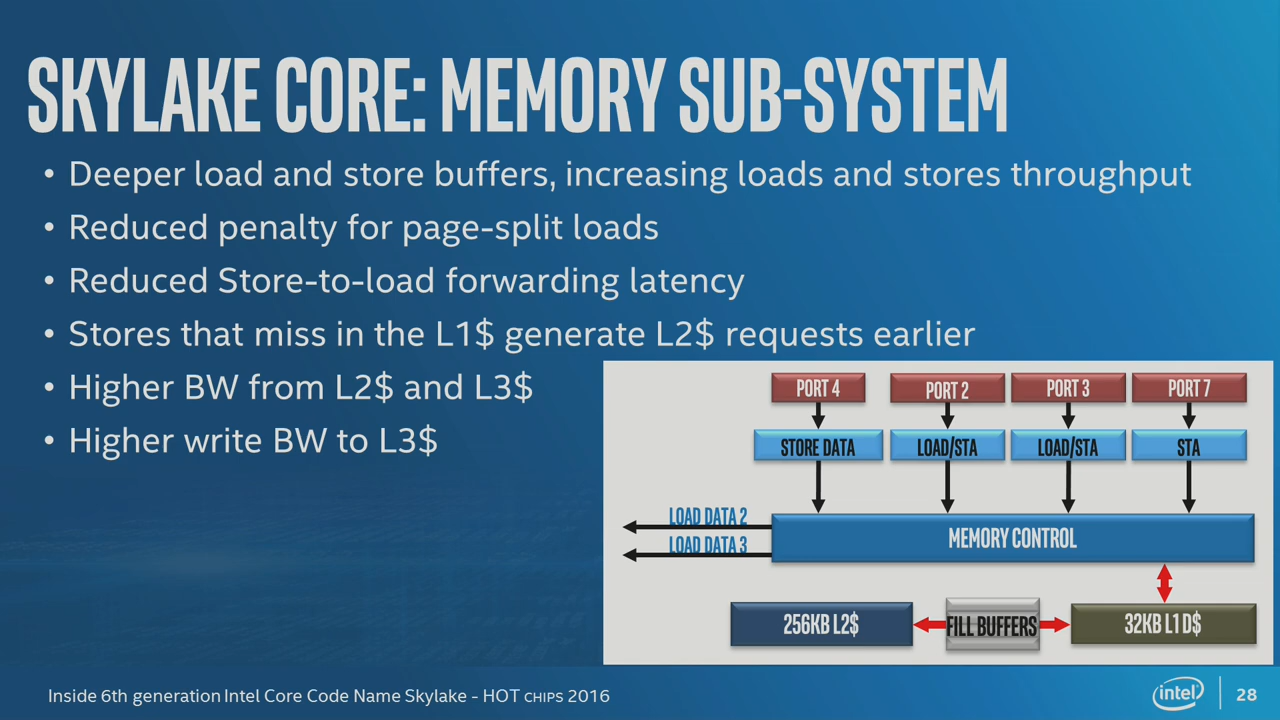 SKYLAKE CORE: MEMORY SUB-SYSTEM
• Deeper load and store buffers, increasing loads and stores throughput
• Reduced penalty for page-split loads
• Reduced Store-to-load forwarding latency
• Stores that miss in the L1$ generate L2$ requests earlier
• Higher BW from L2$ and L3$
• Higher write BW to L3$
PORT 4 PORT 2 PORT 3 PORT 7
STORE DATA LOAD/STA LOAD/STA STA
LOAD DATA 2
LOAD DATA 3
MEMORY CONTROL
256KB L2$ FILL BUFFERS 32KB L1 D$
Inside 6th generation Intel Core Code Name Skylake - HOT CHIPS 2016
intel 28